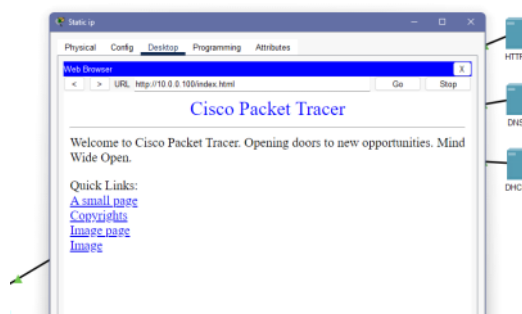 Static ip
Physical Config Desktop Programming Attributes
Web Browser X
< > URL http://10.0.0.100/index.html Go Stop
Cisco Packet Tracer
Welcome to Cisco Packet Tracer. Opening doors to new opportunities. Mind
Wide Open.
Quick Links:
A small page
Copyrights
Image page
Image
HTTP
DNS
DHC